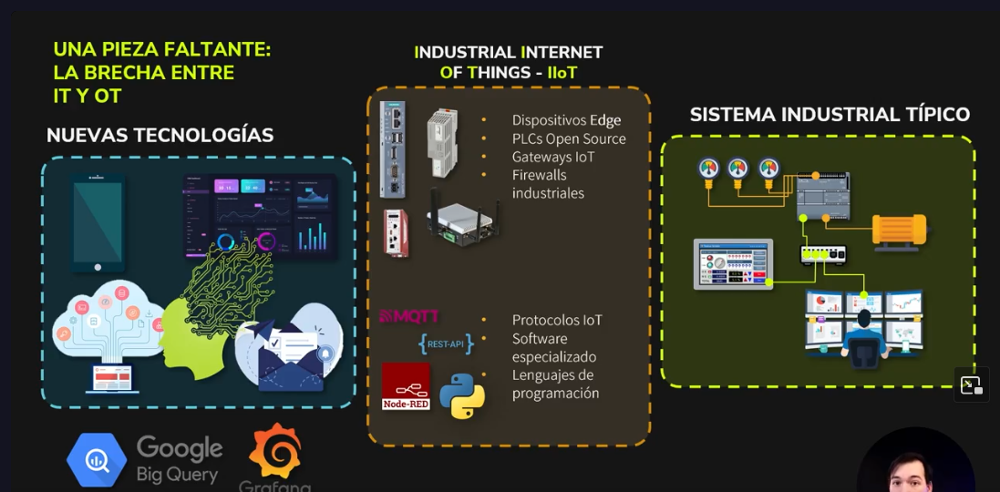 UNA PIEZA FALTANTE:
LA BRECHA ENTRE
IT Y OT
NUEVAS TECNOLOGÍAS
INDUSTRIAL INTERNET
OF THINGS - IIoT
Dispositivos Edge
PLCs Open Source
Gateways IoT
Firewalls
industriales
MQTT
{REST-API}
Node-RED
Protocolos IoT
Software
especializado
Lenguajes de
programación
SISTEMA INDUSTRIAL TÍPICO
Google
Big Query
Grafana